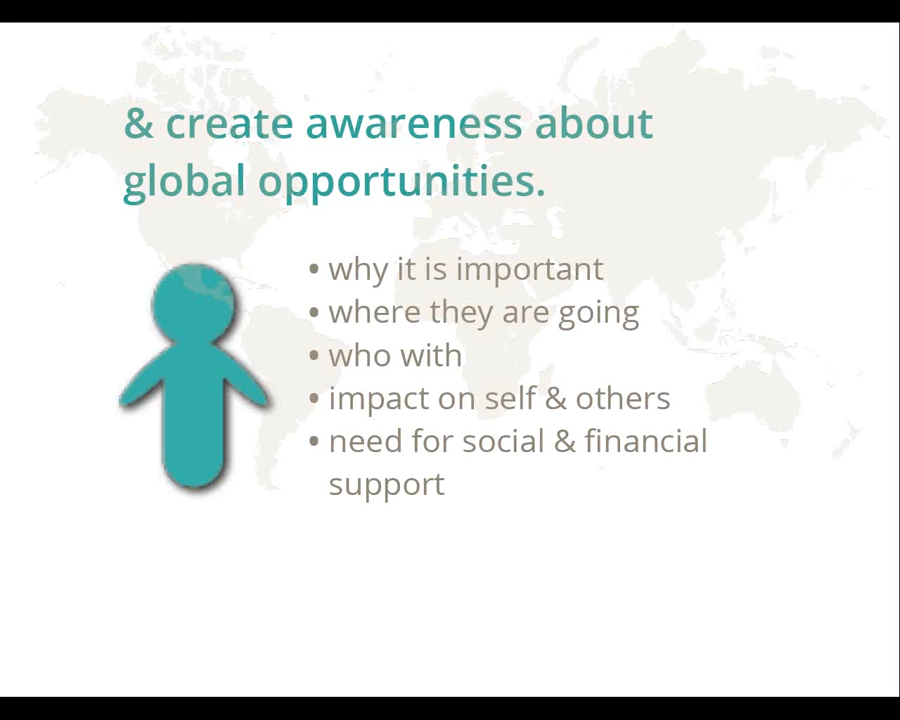 & create awareness about
global opportunities.
• why it is important
• where they are going
• who with
• impact on self & others
• need for social & financial
support